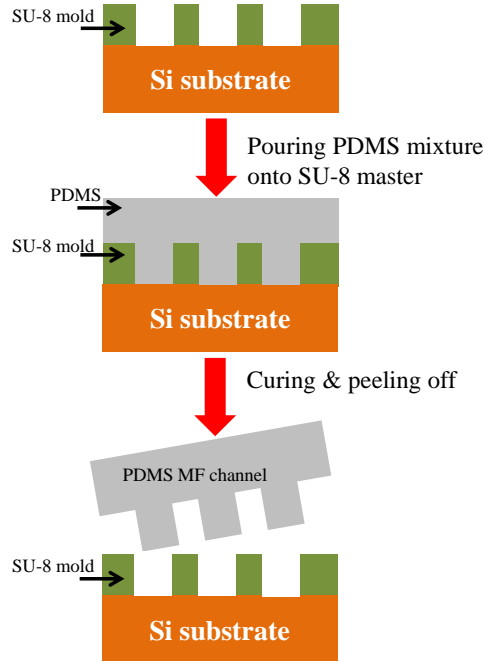 SU-8 mold
Si substrate
Pouring PDMS mixture
onto SU-8 master
PDMS
SU-8 mold
Si substrate
Curing & peeling off
PDMS MF channel
SU-8 mold
Si substrate